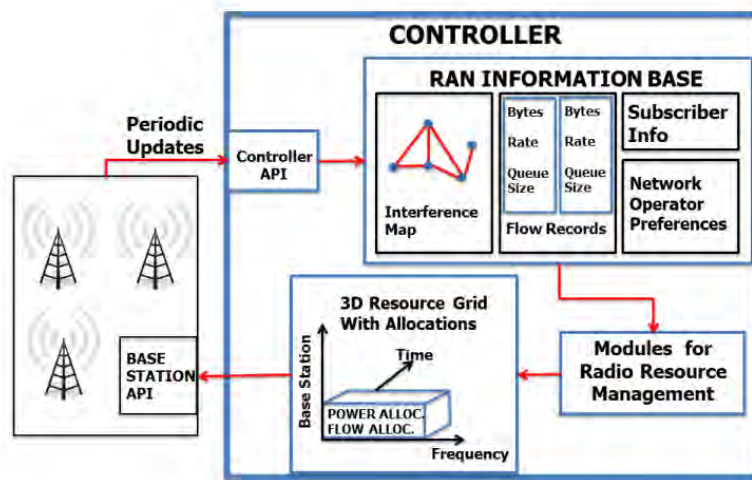 CONTROLLER
RAN INFORMATION BASE
Periodic
Updates
Controller
API
Interference
Map
Bytes
Rate
Queue
Size
Bytes
Rate
Queue
Size
Flow Records
Subscriber
Info
Network
Operator
Preferences
3D Resource Grid
With Allocations
Time
Base Station
POWER ALLOC.
FLOW ALLOC.
Frequency
Modules for
Radio Resource
Management
BASE
STATION
API